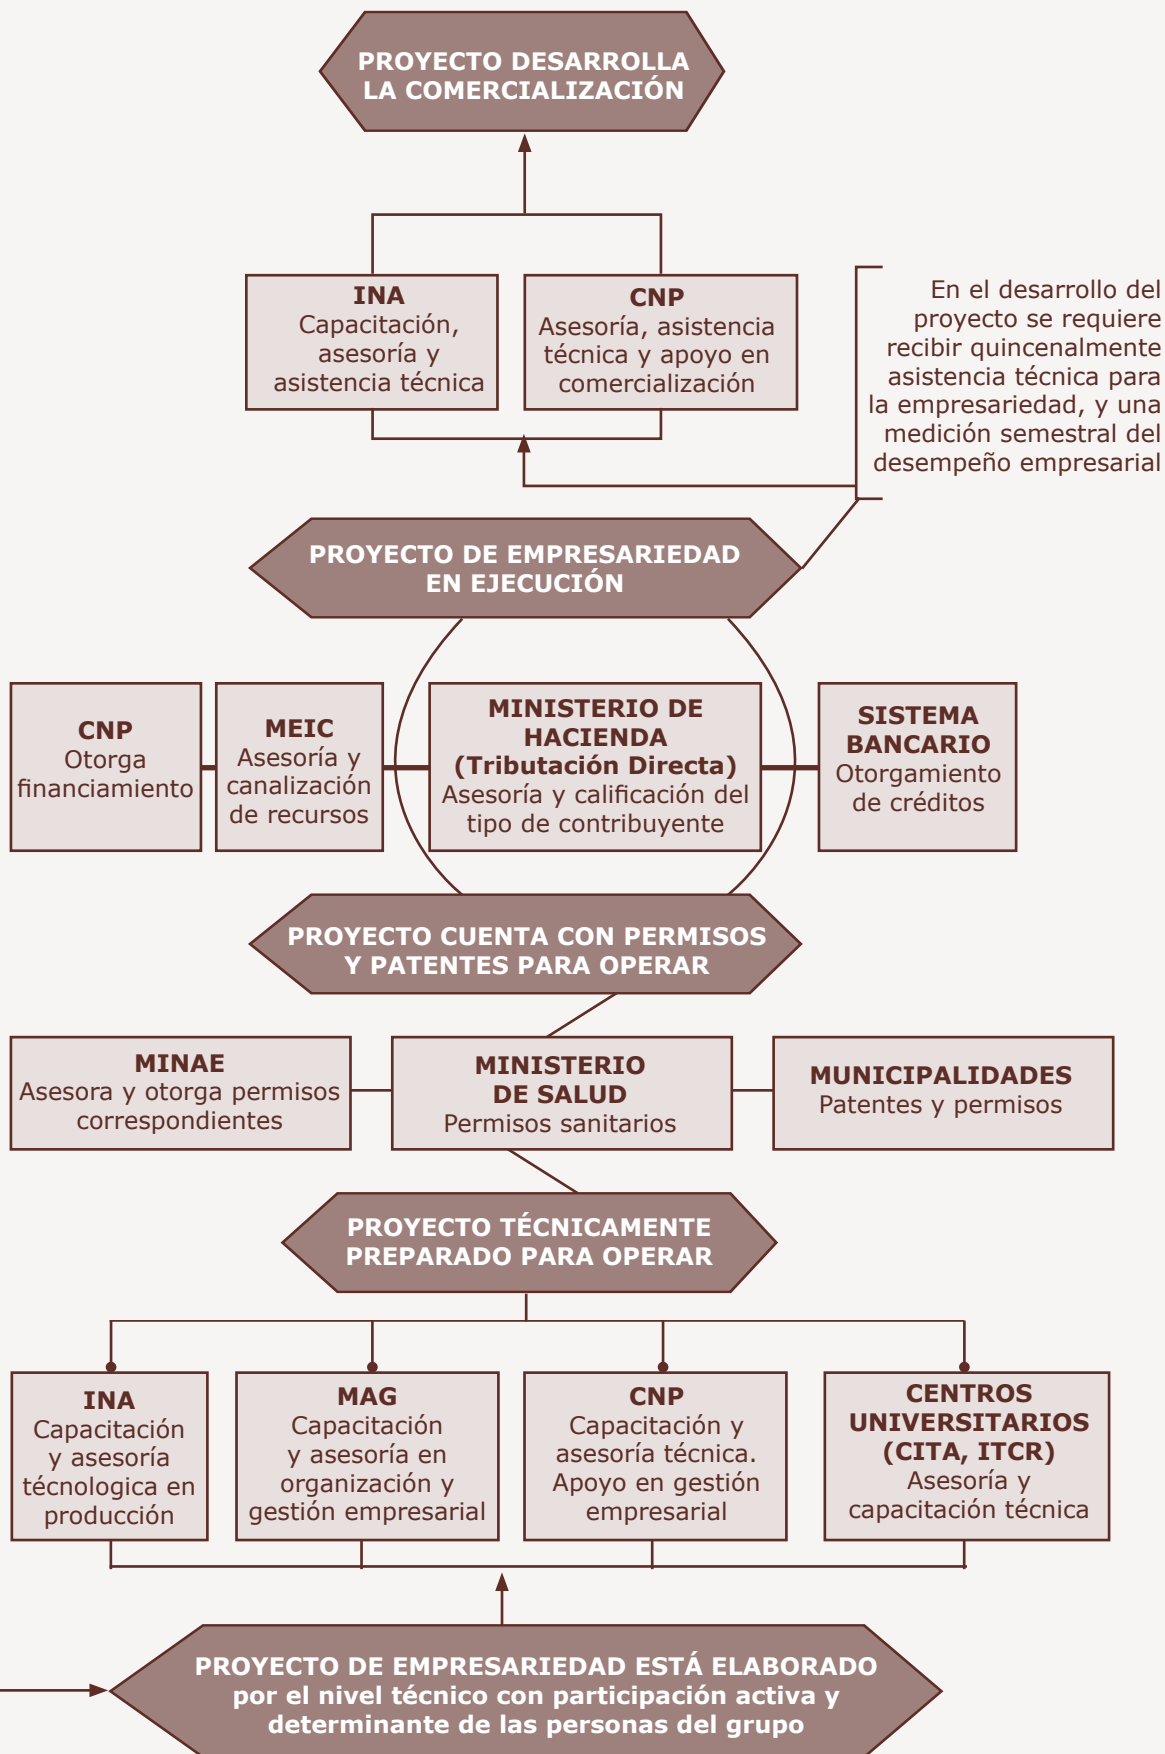 PROYECTO DESARROLLA
LA COMERCIALIZACIÓN
INA
Capacitación,
asesoría y
asistencia técnica
CNP
Asesoría, asistencia
técnica y apoyo en
comercialización
En el desarrollo del
proyecto se requiere
recibir quincenalmente
asistencia técnica para
la empresariedad, y una
medición semestral del
desempeño empresarial
PROYECTO DE EMPRESARIEDAD
EN EJECUCIÓN
CNP
Otorga
financiamiento
MEIC
Asesoría y
canalización
de recursos
MINISTERIO DE
HACIENDA
(Tributación Directa)
Asesoría y calificación del
tipo de contribuyente
SISTEMA
BANCARIO
Otorgamiento
de créditos
PROYECTO CUENTA CON PERMISOS
Y PATENTES PARA OPERAR
MINAE
Asesora y otorga permisos
correspondientes
MINISTERIO
DE SALUD
Permisos sanitarios
MUNICIPALIDADES
Patentes y permisos
PROYECTO TÉCNICAMENTE
PREPARADO PARA OPERAR
INA
Capacitación
y asesoría
técnologica en
producción
MAG
Capacitación
y asesoría en
organización y
gestión empresarial
CNP
Capacitación y
asesoría técnica.
Apoyo en gestión
empresarial
CENTROS
UNIVERSITARIOS
(CITA, ITCR)
Asesoría y
capacitación técnica
PROYECTO DE EMPRESARIEDAD ESTÁ ELABORADO
por el nivel técnico con participación activa y
determinante de las personas del grupo